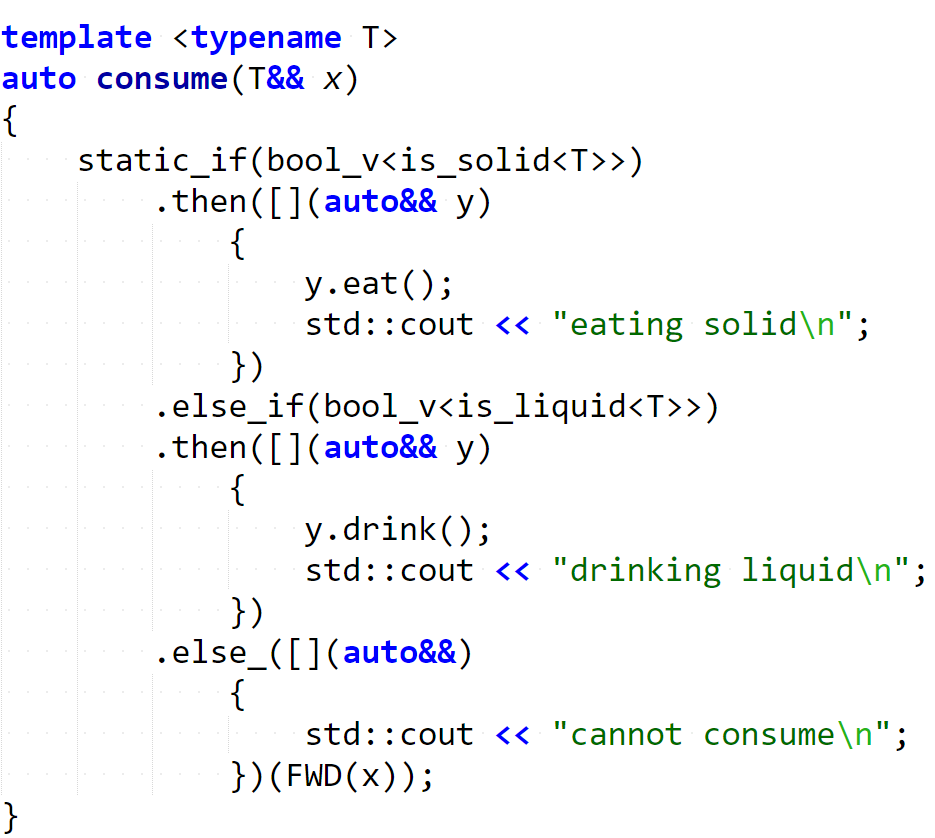 template <typename T>
auto consume(T&& x)
{
    static_if(bool_v<is_solid<T>>)
        .then([](auto&& y)
            {
                y.eat();
                std::cout << "eating solid\n";
            })
        .else_if(bool_v<is_liquid<T>>)
        .then([](auto&& y)
            {
                y.drink();
                std::cout << "drinking liquid\n";
            })
        .else_([](auto&&)
            {
                std::cout << "cannot consume\n";
            })(FWD(x));
}